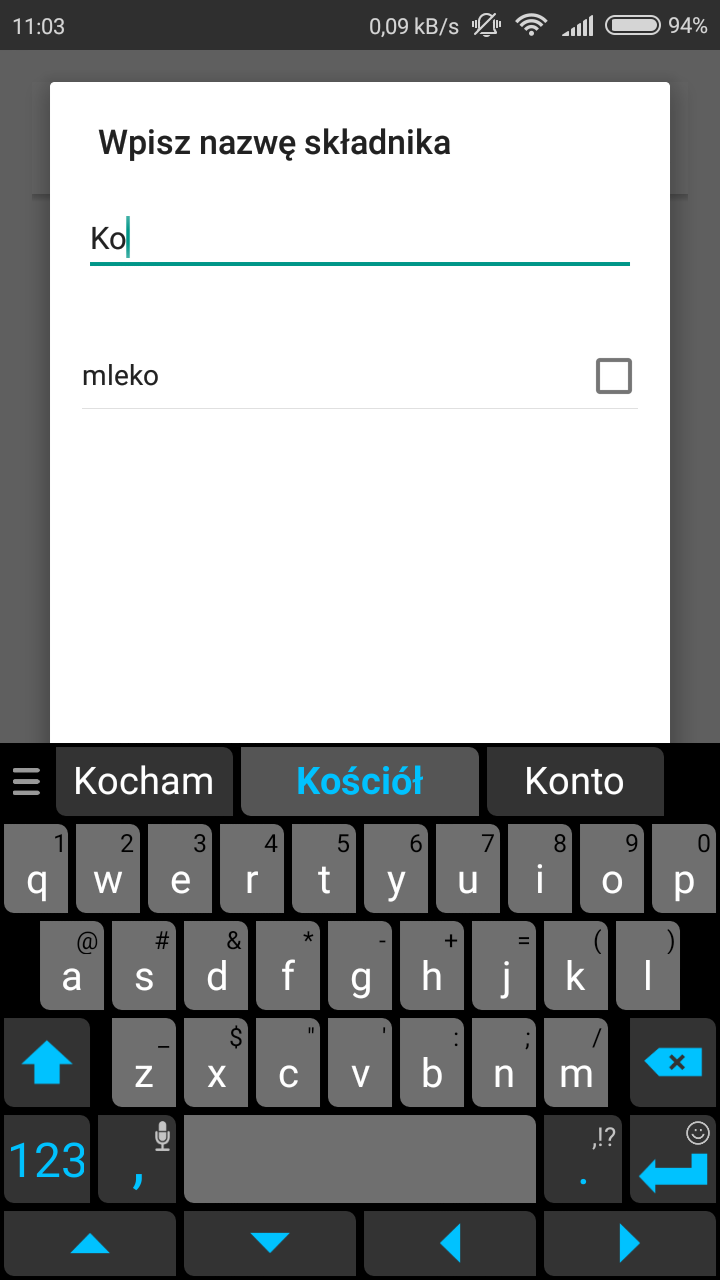 11:03 0,09 kB/s 94%
Wpisz nazwę składnika
Ko
mleko
Kocham Kościół Konto
1 2 3 4 5 6 7 8 9 0
q w e r t y u i o p
@ # & * - + = ( )
a s d f g h j k l
_ $ " ' : ; /
z x c v b n m
,!?
123 , .